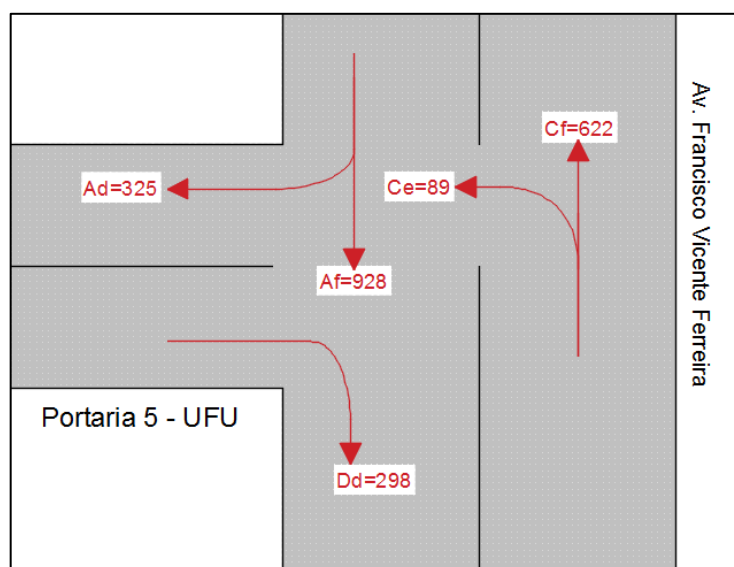 Cf=622
Ad=325
Ce=89
Af=928
Av. Francisco Vicente Ferreira
Portaria 5 - UFU
Dd=298